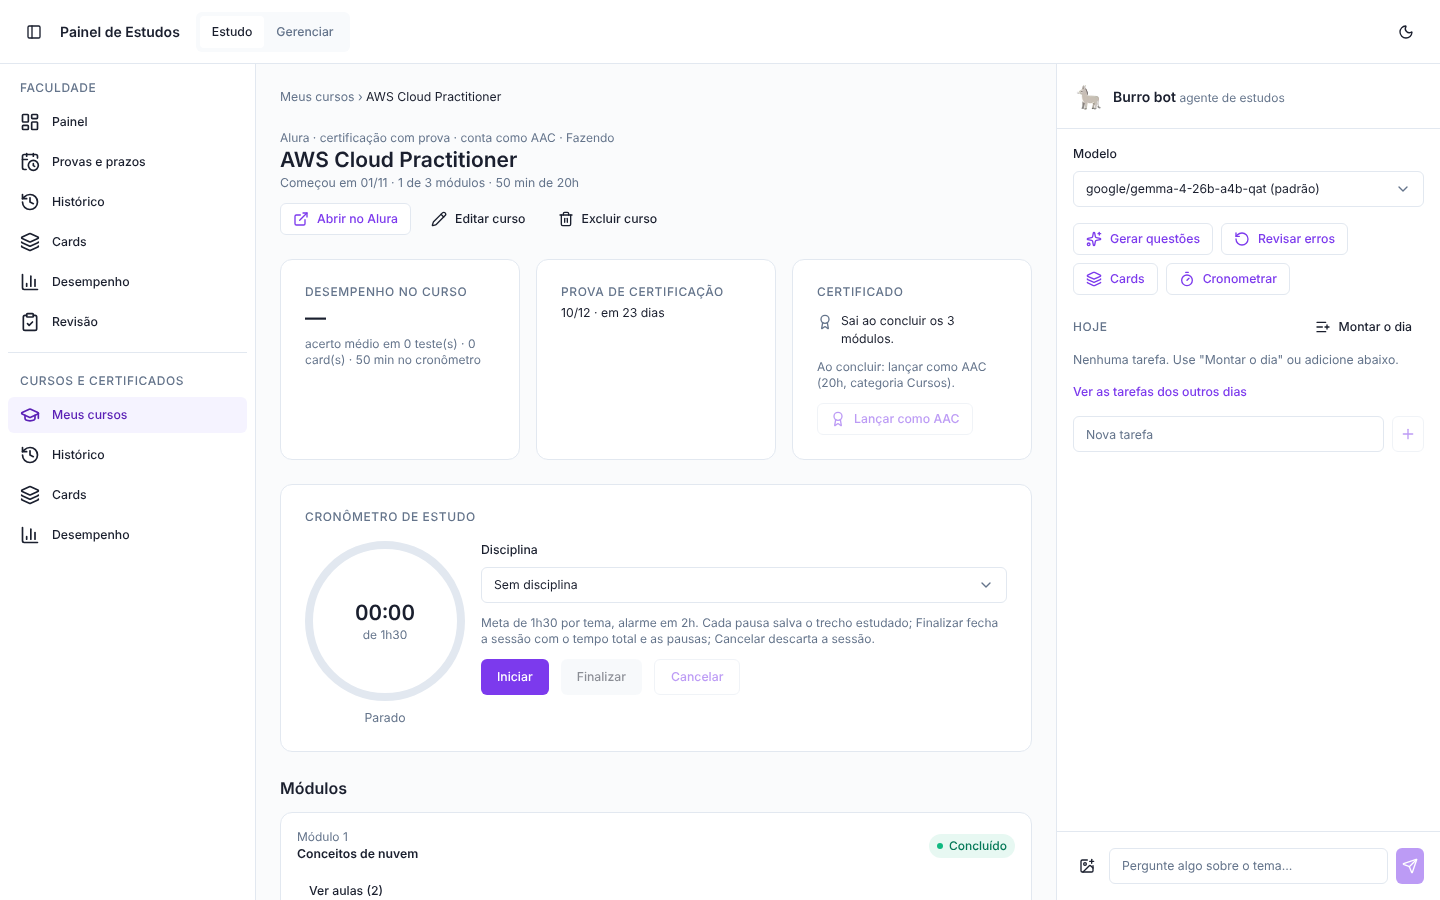 Painel de Estudos
Estudo
Gerenciar
FACULDADE
Painel
Provas e prazos
Histórico
Cards
Desempenho
Revisão
CURSOS E CERTIFICADOS
Meus cursos
Histórico
Cards
Desempenho
Meus cursos › AWS Cloud Practitioner
Alura · certificação com prova · conta como AAC · Fazendo
AWS Cloud Practitioner
Começou em 01/11 · 1 de 3 módulos · 50 min de 20h
Abrir no Alura
Editar curso
Excluir curso
DESEMPENHO NO CURSO
—
acerto médio em 0 teste(s) · 0
card(s) · 50 min no cronômetro
PROVA DE CERTIFICAÇÃO
10/12 · em 23 dias
CERTIFICADO
Sai ao concluir os 3
módulos.
Ao concluir: lançar como AAC
(20h, categoria Cursos).
Lançar como AAC
CRONÔMETRO DE ESTUDO
00:00
de 1h30
Parado
Disciplina
Sem disciplina
Meta de 1h30 por tema, alarme em 2h. Cada pausa salva o trecho estudado; Finalizar fecha
a sessão com o tempo total e as pausas; Cancelar descarta a sessão.
Iniciar
Finalizar
Cancelar
Módulos
Módulo 1
Conceitos de nuvem
Concluído
Ver aulas (2)
Burro bot agente de estudos
Modelo
google/gemma-4-26b-a4b-qat (padrão)
Gerar questões
Revisar erros
Cards
Cronometrar
HOJE
Montar o dia
Nenhuma tarefa. Use "Montar o dia" ou adicione abaixo.
Ver as tarefas dos outros dias
Nova tarefa
Pergunte algo sobre o tema...